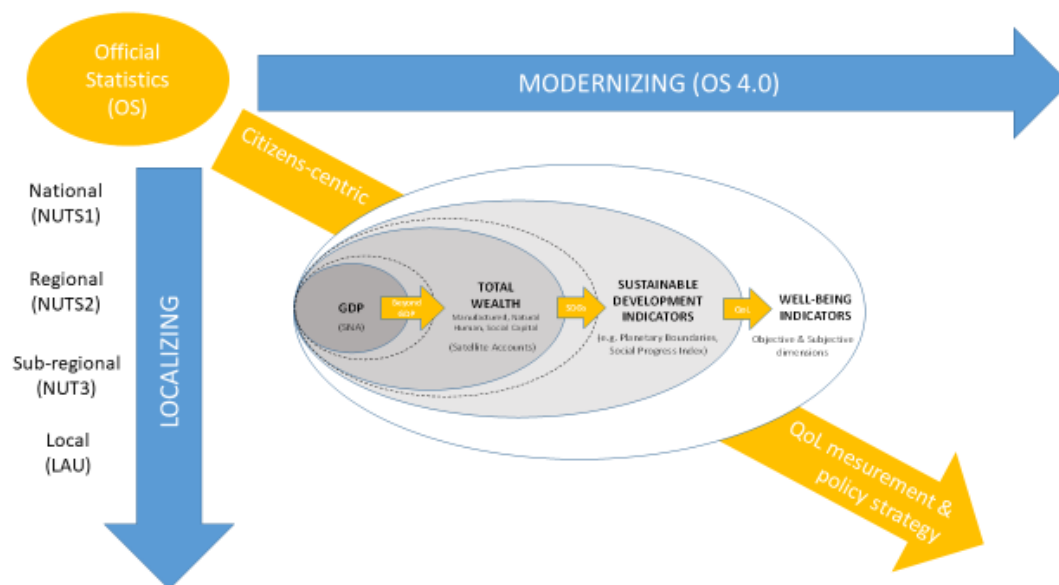 Official
Statistics
(OS)
MODERNIZING (OS 4.0)
Citizens-centric
National
(NUTS1)
Regional
(NUTS2)
Sub-regional
(NUT3)
Local
(LAU)
LOCALIZING
GDP
(SNA)
Beyond
GDP
TOTAL
WEALTH
Manufactured, Natural
Human, Social Capital
(Satellite Accounts)
SDGs
SUSTAINABLE
DEVELOPMENT
INDICATORS
(e.g. Planetary Boundaries,
Social Progress Index)
QoL
WELL-BEING
INDICATORS
Objective & Subjective
dimensions
QoL mesurement &
policy strategy